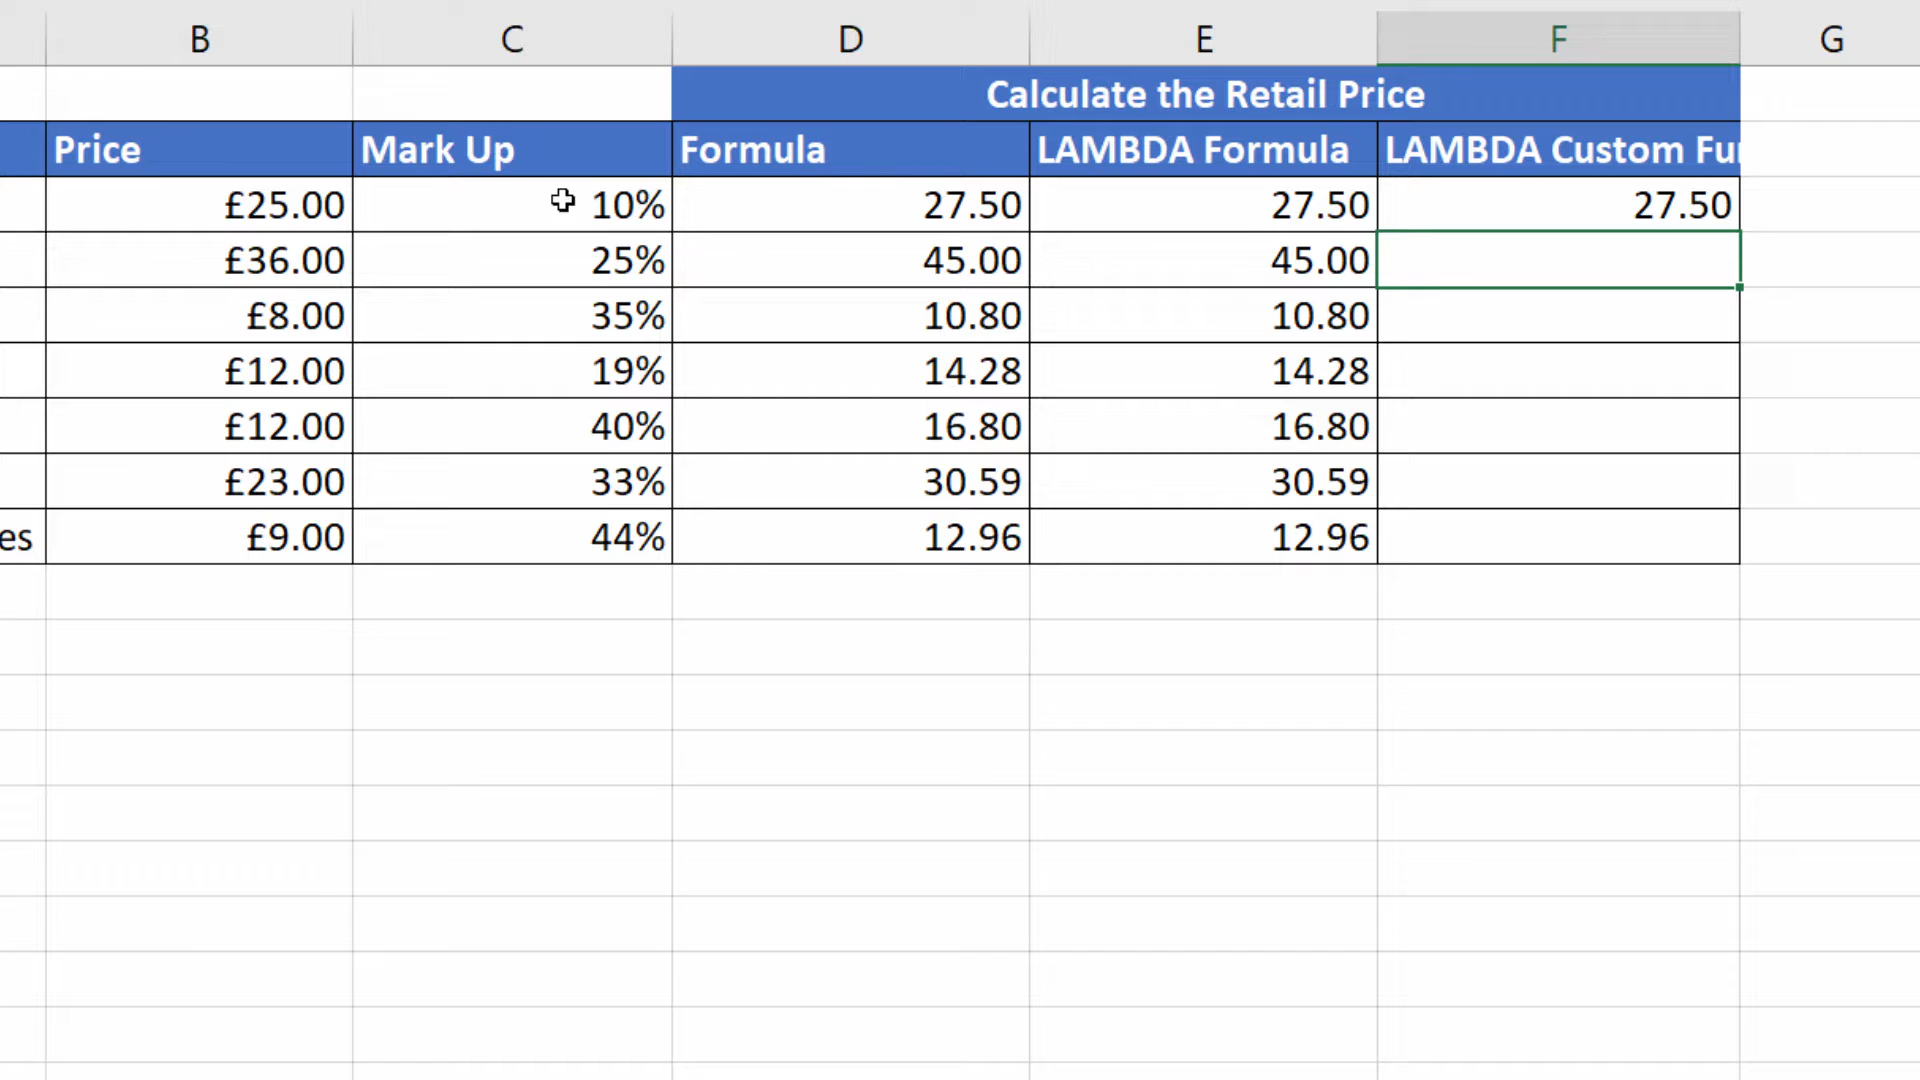 B C D E F G
Calculate the Retail Price
Price Mark Up Formula LAMBDA Formula LAMBDA Custom
£25.00 10% 27.50 27.50 27.50
£36.00 25% 45.00 45.00
£8.00 35% 10.80 10.80
£12.00 19% 14.28 14.28
£12.00 40% 16.80 16.80
£23.00 33% 30.59 30.59
es £9.00 44% 12.96 12.96